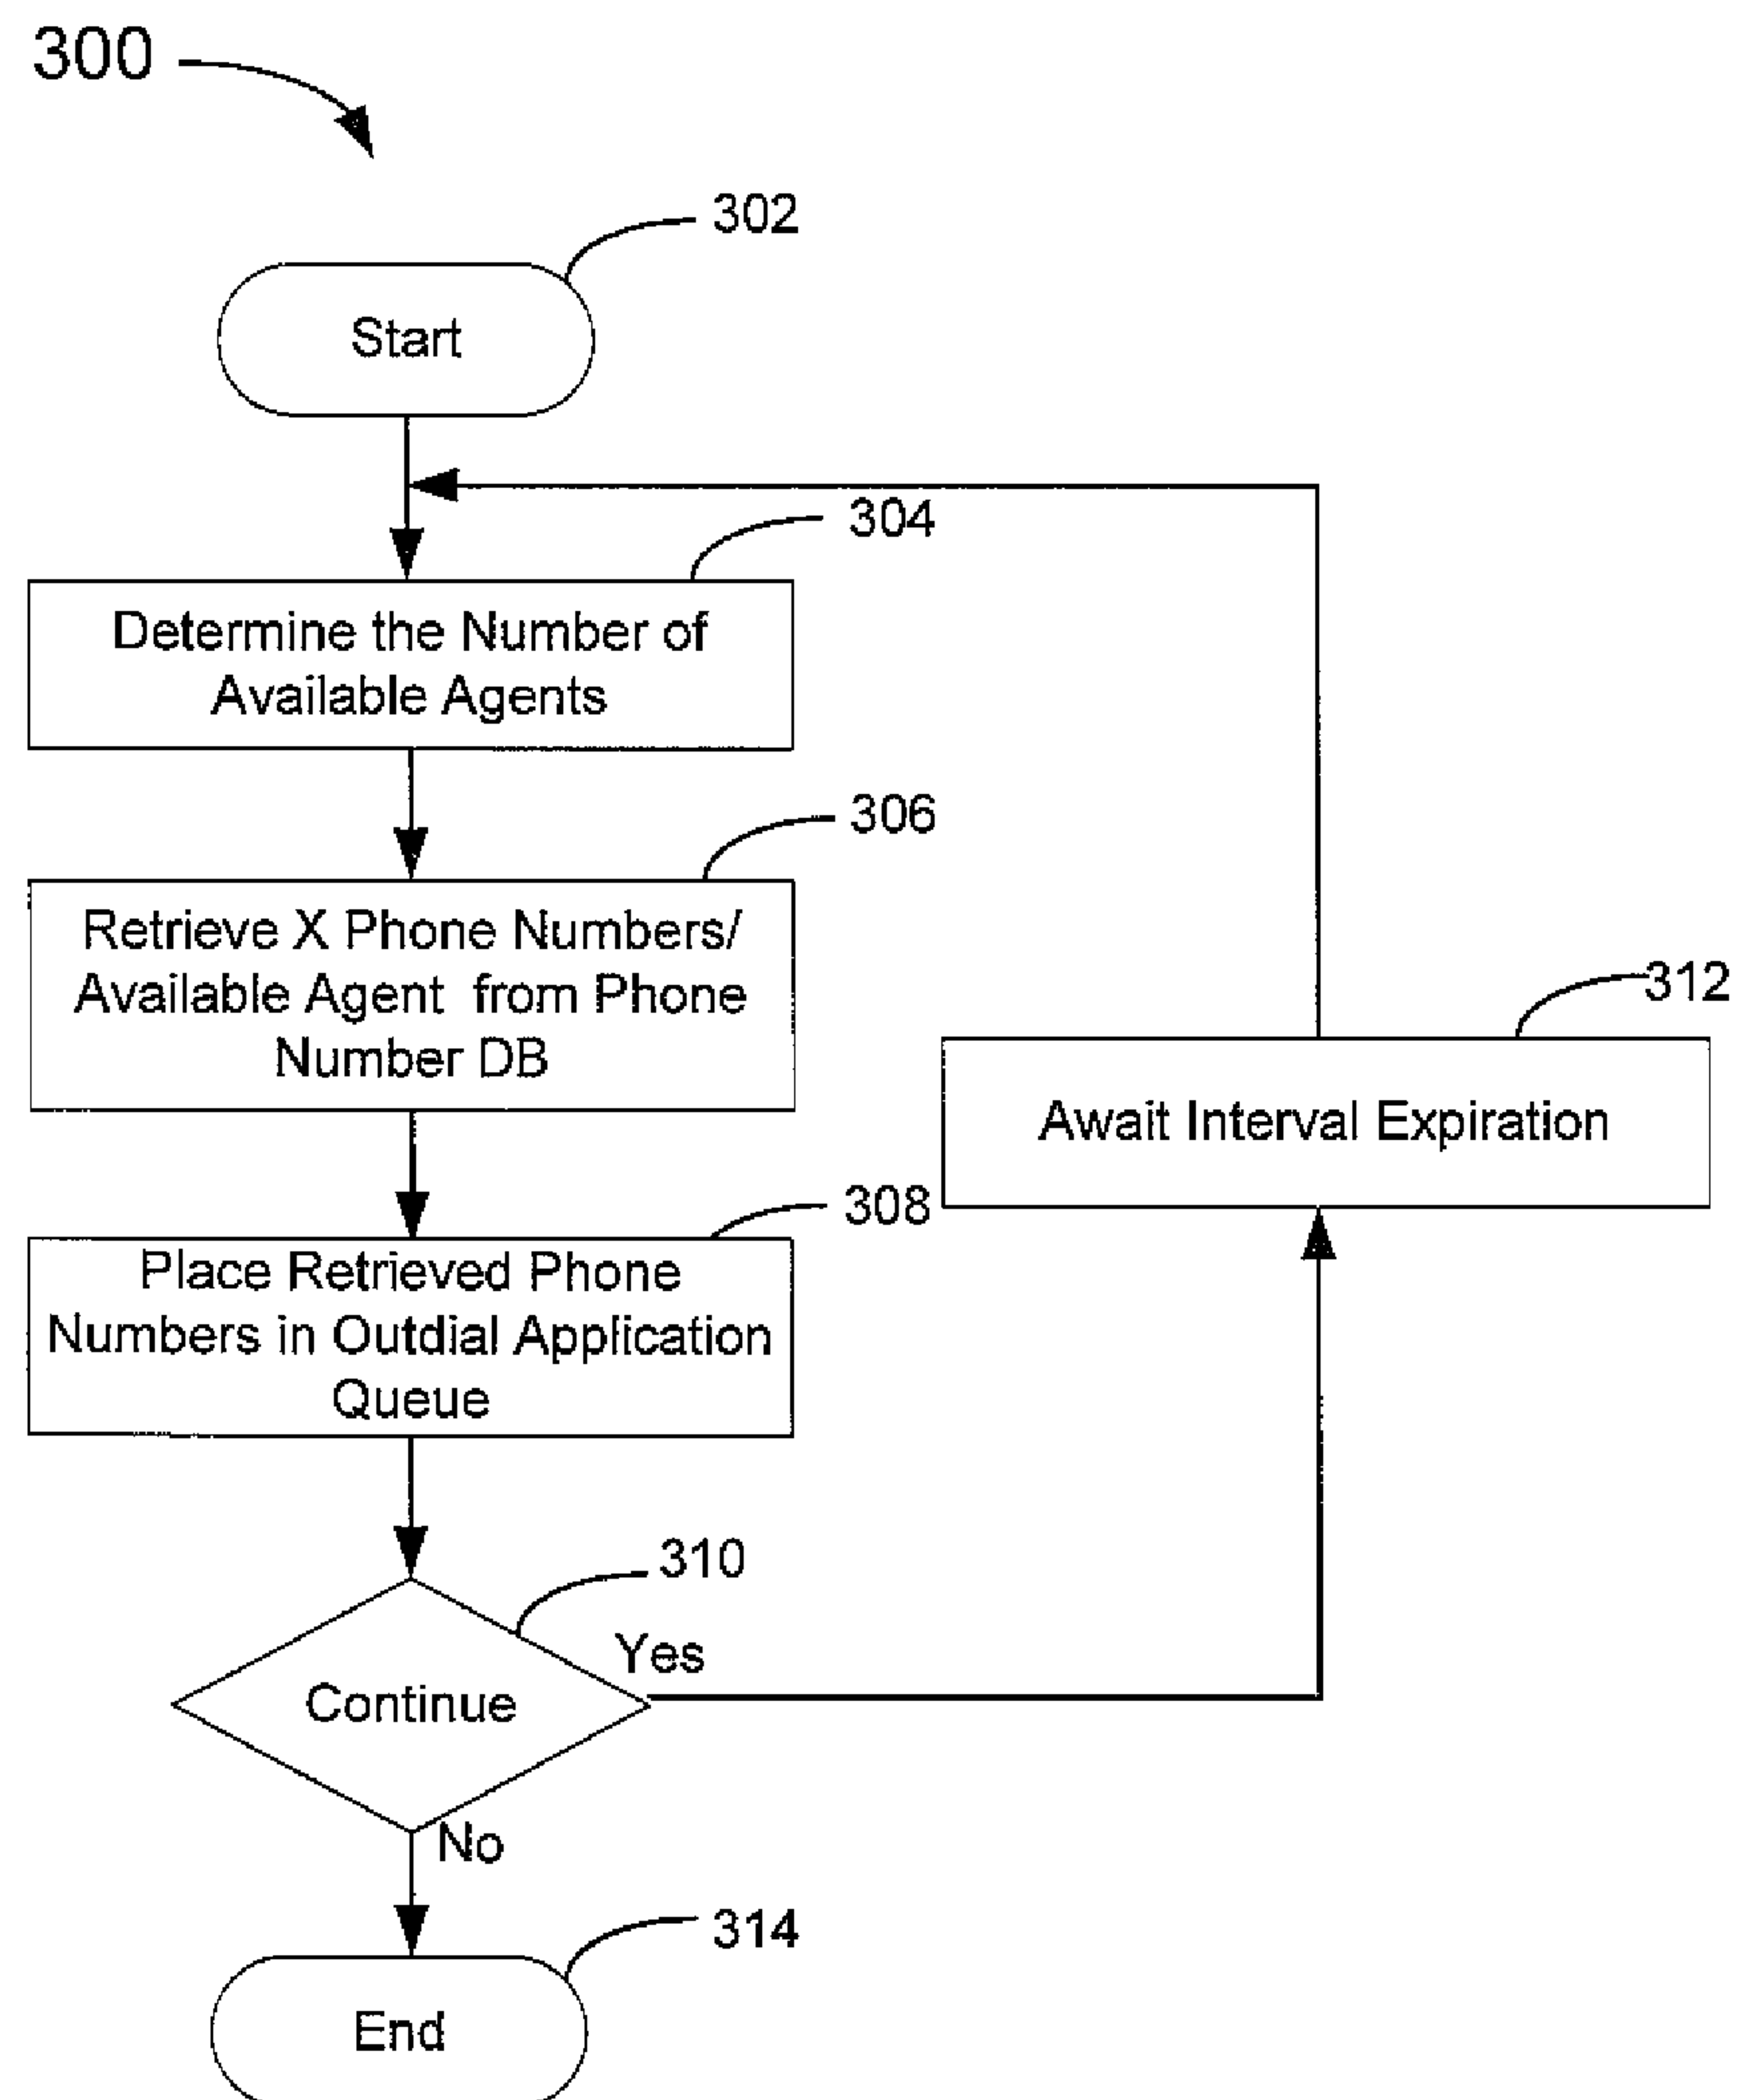 300
302
Start
304
Determine the Number of
Available Agents
306
Retrieve X Phone Numbers/
Available Agent from Phone
Number DB
312
Await Interval Expiration
308
Place Retrieved Phone
Numbers in Outdial Application
Queue
310
Yes
Continue
No
314
End